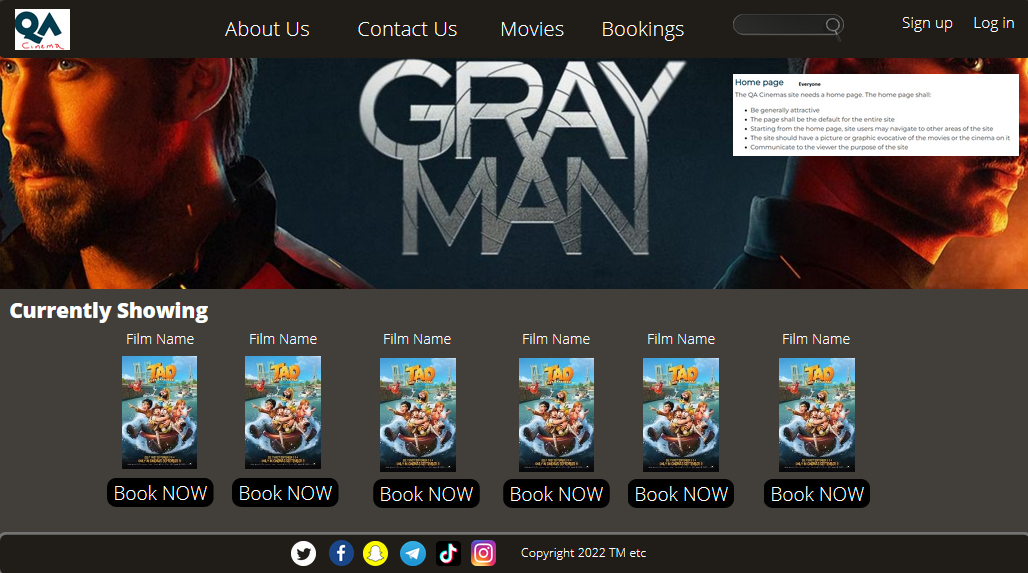 QA
Cinema
About Us
Contact Us
Movies
Bookings
Sign up
Log in
GRAY
MAN
Home page Everyone
The QA Cinemas site needs a home page. The home page shall:
• Be generally attractive
• The page shall be the default for the entire site
• Starting from the home page, site users may navigate to other areas of the site
• The site should have a picture or graphic evocative of the movies or the cinema on it
• Communicate to the viewer the purpose of the site
Currently Showing
Film Name
Film Name
Film Name
Film Name
Film Name
Film Name
TAD
TAD
TAD
TAD
TAD
TAD
Book NOW
Book NOW
Book NOW
Book NOW
Book NOW
Book NOW
Copyright 2022 TM etc